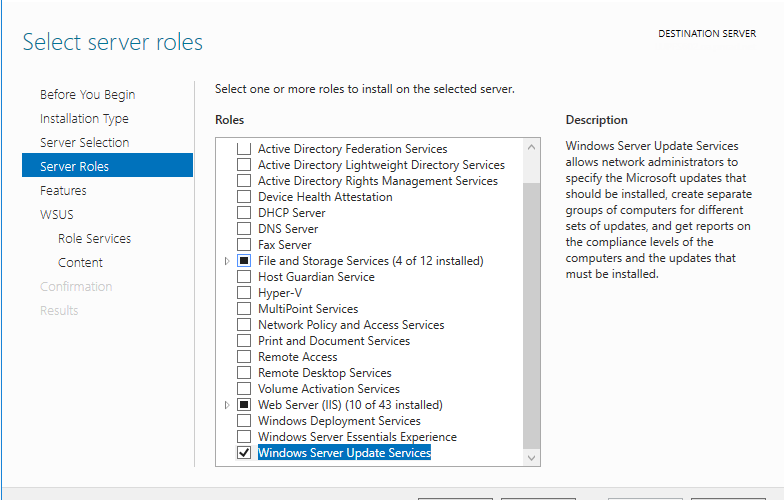 Select server roles
DESTINATION SERVER
Before You Begin
Installation Type
Server Selection
Server Roles
Features
WSUS
Role Services
Content
Confirmation
Results
Select one or more roles to install on the selected server.
Roles
Active Directory Federation Services
Active Directory Lightweight Directory Services
Active Directory Rights Management Services
Device Health Attestation
DHCP Server
DNS Server
Fax Server
File and Storage Services (4 of 12 installed)
Host Guardian Service
Hyper-V
MultiPoint Services
Network Policy and Access Services
Print and Document Services
Remote Access
Remote Desktop Services
Volume Activation Services
Web Server (IIS) (10 of 43 installed)
Windows Deployment Services
Windows Server Essentials Experience
Windows Server Update Services
Description
Windows Server Update Services
allows network administrators to
specify the Microsoft updates that
should be installed, create separate
groups of computers for different
sets of updates, and get reports on
the compliance levels of the
computers and the updates that
must be installed.